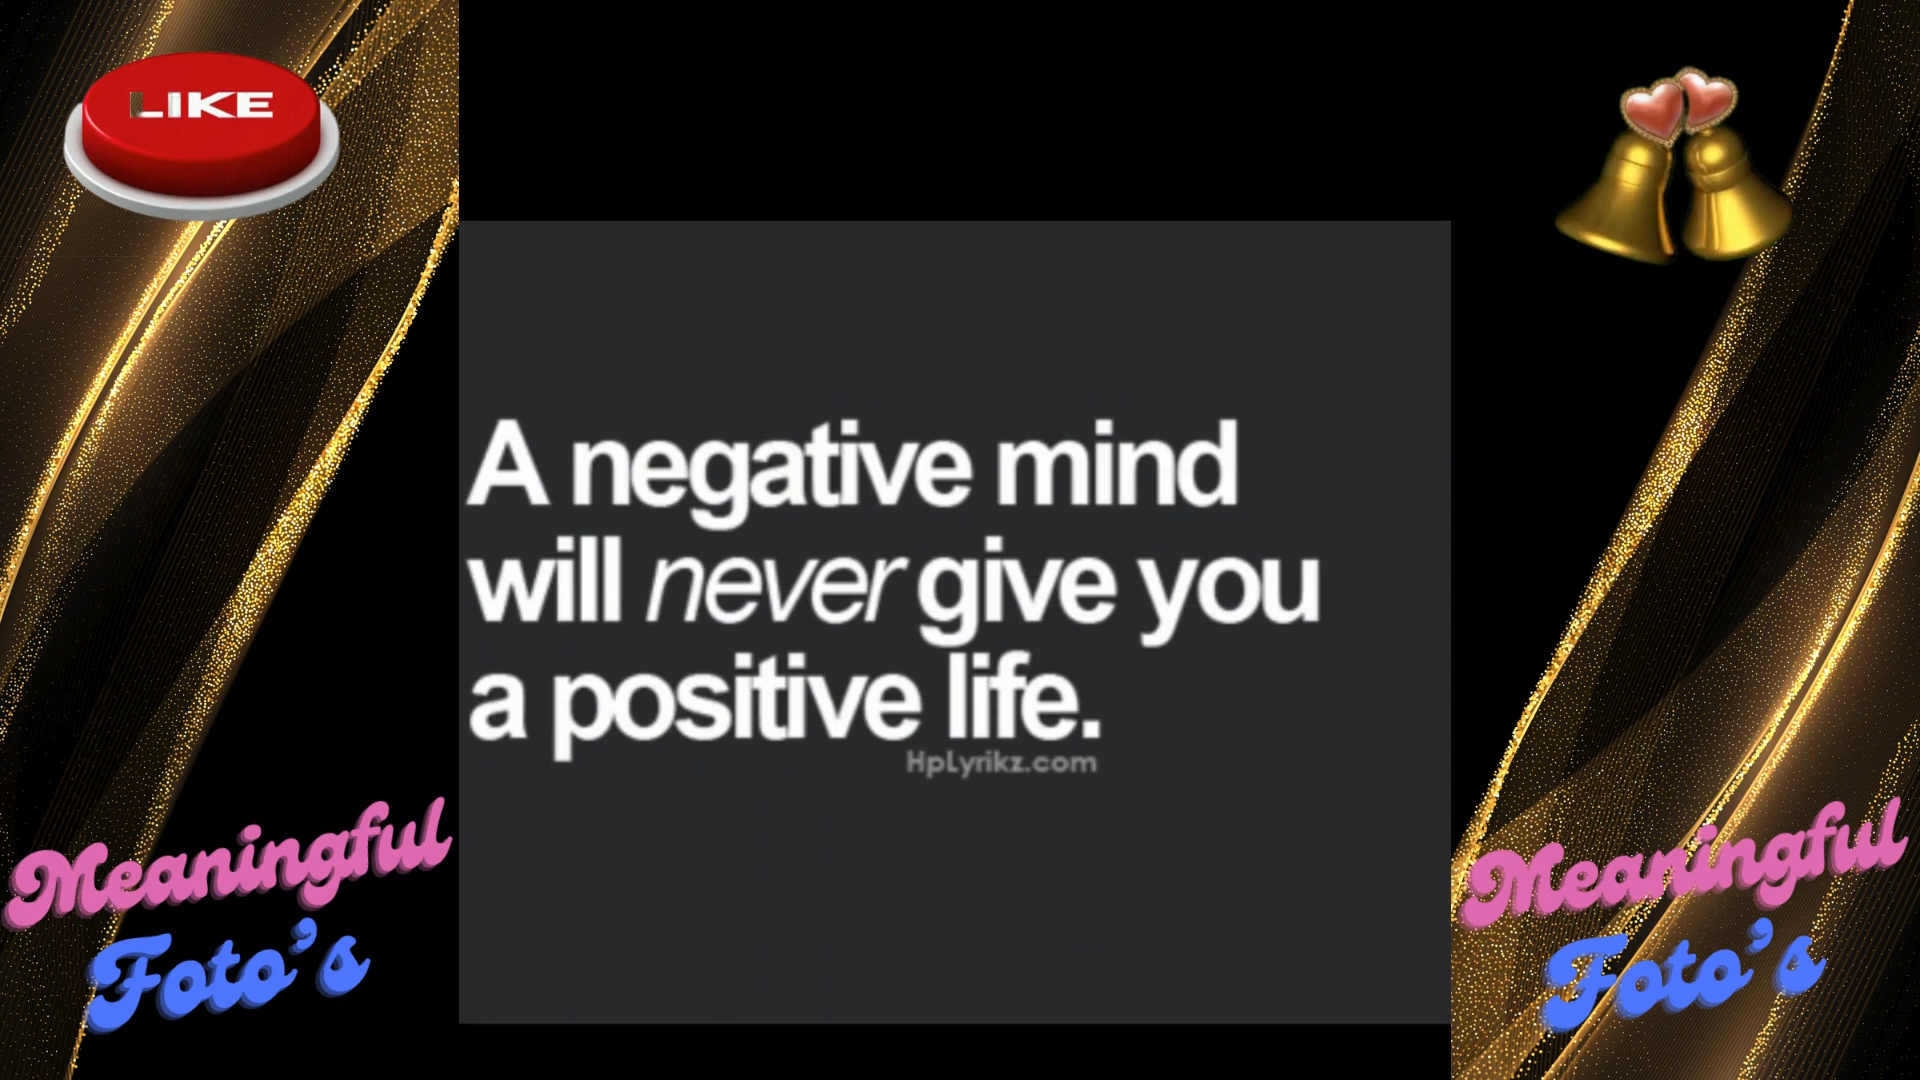 LIKE
A negative mind
will never give you
a positive life.
HpLyrikz.com
Meaningful
Foto's
Meaningful
Foto's